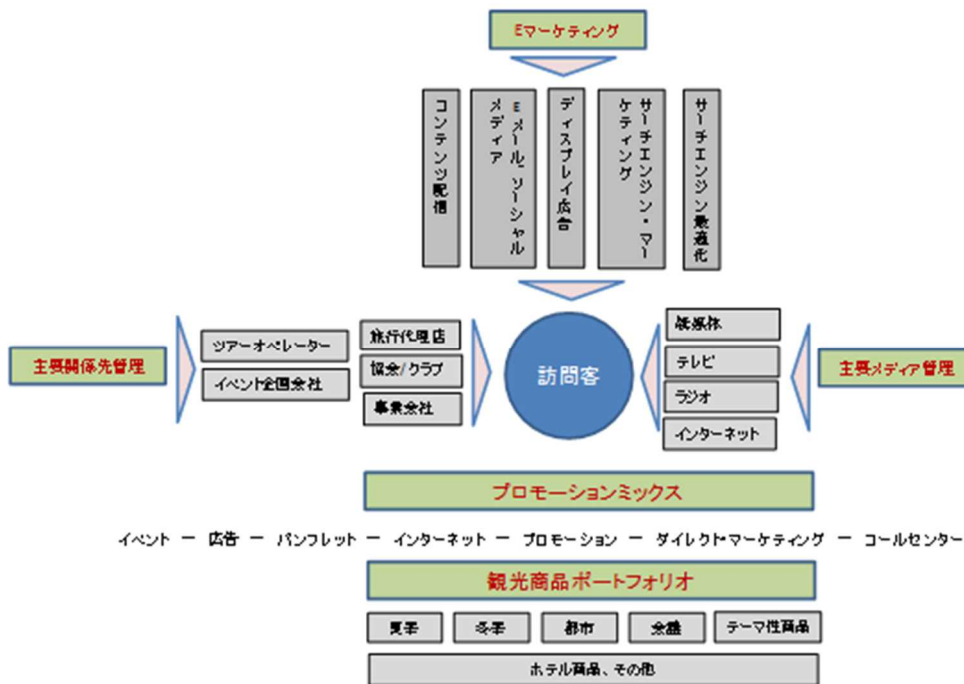 Eマーケティング
コンテンツ配信
Eメール、ソーシャル
メディア
ディスプレイ広告
サーチエンジン・マー
ケティング
サーチエンジン最適化
主要関係先管理
ツアーオペレーター
イベント企画会社
旅行代理店
協会/クラブ
事業会社
訪問客
紙媒体
テレビ
ラジオ
インターネット
主要メディア管理
プロモーションミックス
イベント ー 広告 ー パンフレット ー インターネット ー プロモーション ー ダイレクト・マーケティング ー コールセンター
観光商品ポートフォリオ
夏季
冬季
都市
会議
テーマ性商品
ホテル商品、その他